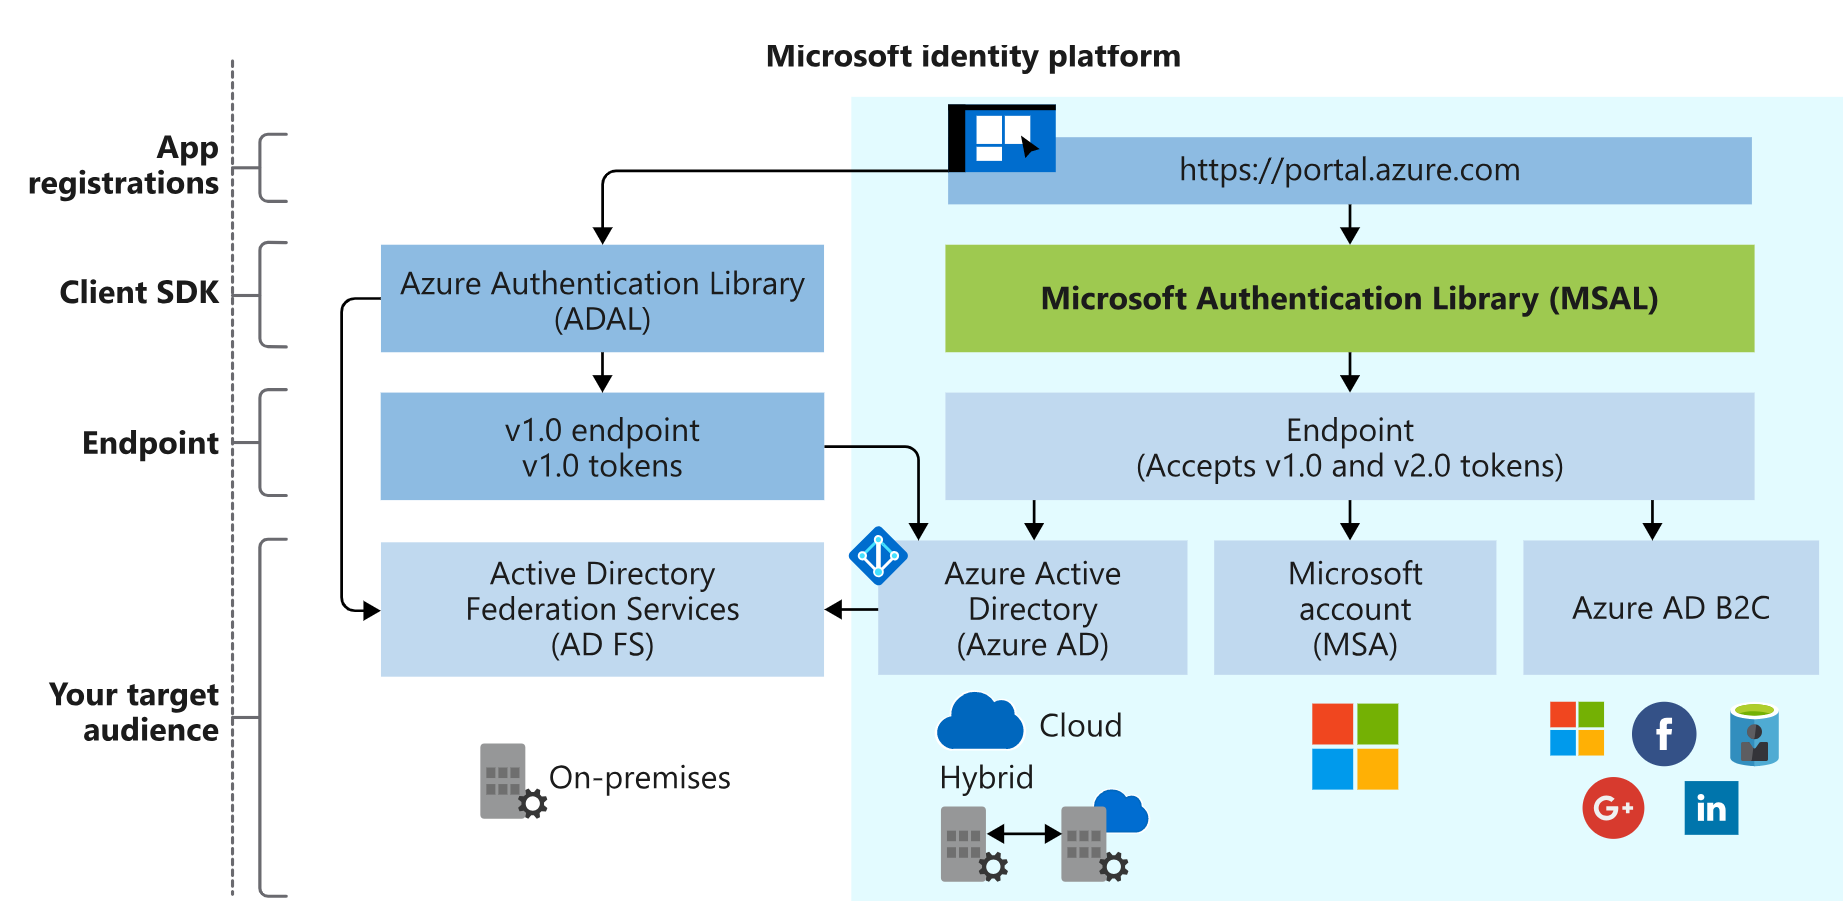 Microsoft identity platform
App
registrations
https://portal.azure.com
Client SDK
Azure Authentication Library
(ADAL)
Microsoft Authentication Library (MSAL)
Endpoint
v1.0 endpoint
v1.0 tokens
Endpoint
(Accepts v1.0 and v2.0 tokens)
Your target
audience
Active Directory
Federation Services
(AD FS)
Azure Active
Directory
(Azure AD)
Microsoft
account
(MSA)
Azure AD B2C
On-premises
Cloud
Hybrid
f
G+
in